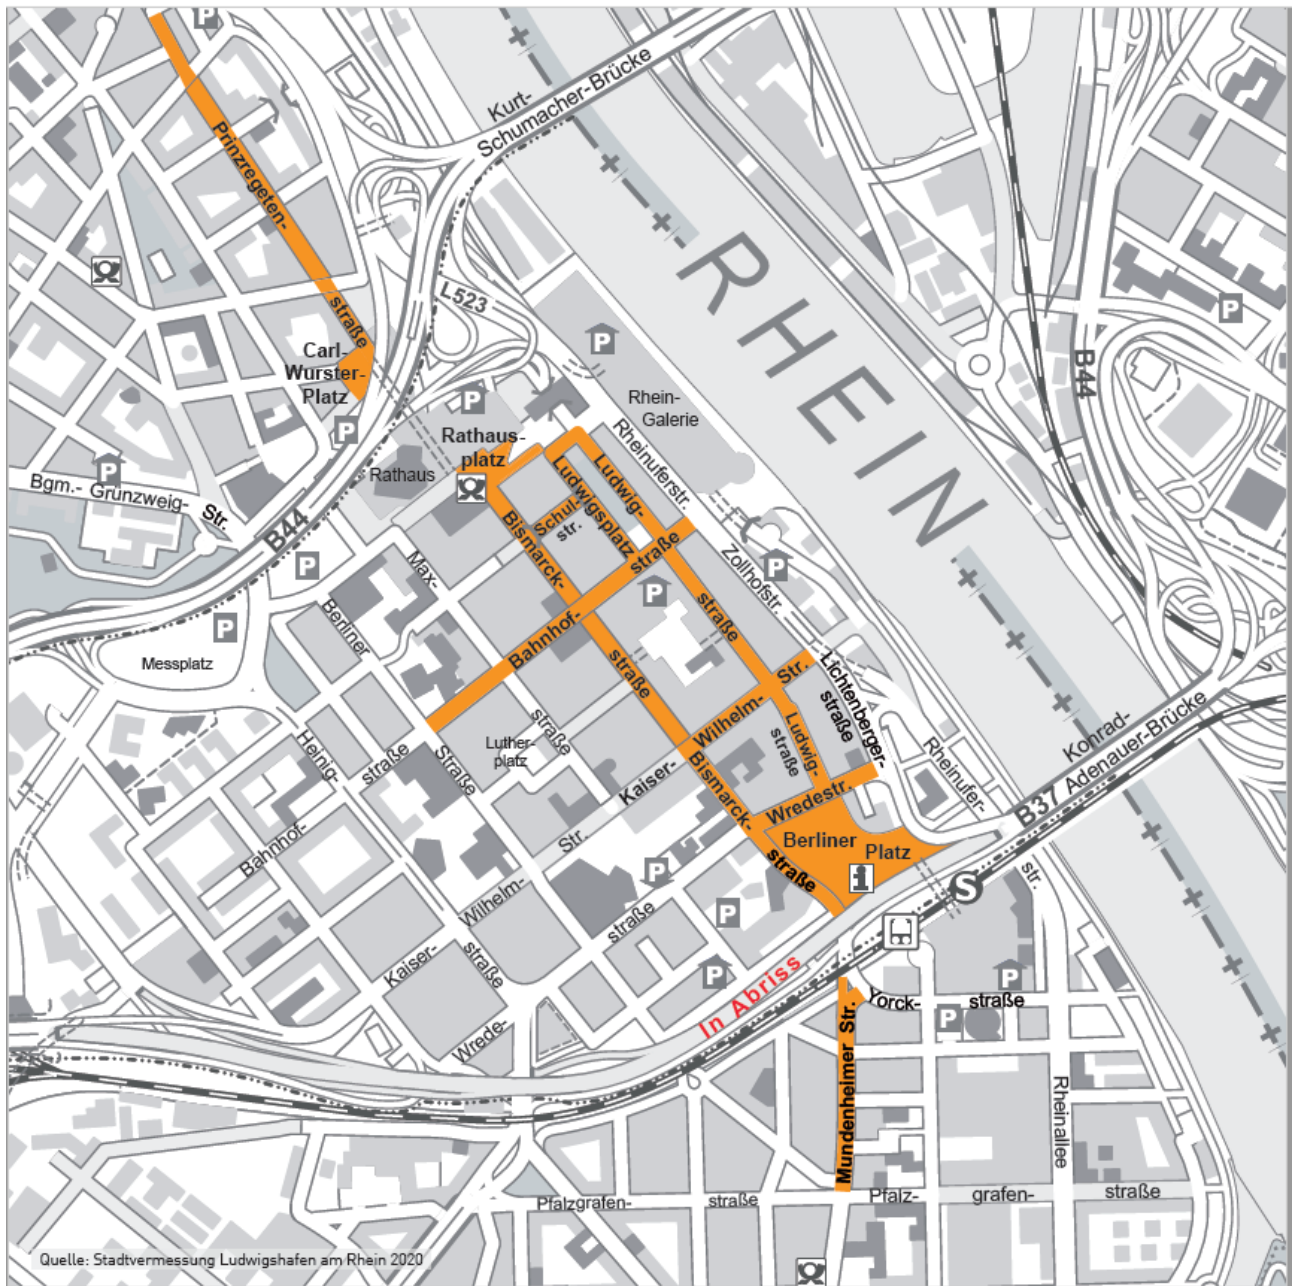 P
Kurt-
Schumacher-Brücke
Prinzregeten-
straße
L523
RHEIN
P
B44
Carl-
Wurster-
Platz
P
P
P
Rhein-
Galerie
Rathaus-
platz
Rathaus
Rheinuferstr.
Ludwig-
Ludwigsplatz
straße
P
Bgm.- Grünzweig-
Str.
B44
Schul-
str.
Bismarck-
Max-
P
P
P
Zollhofstr.
Berliner
P
Messplatz
Bahnhof-
straße
straße
Str.
Lichtenberger-
straße
Wilhelm-
Kaiser-
Ludwig-
straße
Luther-
platz
straße
Heinig-
straße
Straße
Bismarck-
straße
Wredestr.
Berliner
Platz
Rheinufer-
str.
Konrad-
Adenauer-Brücke
B37
Bahnhof-
Str.
Wilhelm-
Kaiser-
straße
straße
Wrede-
P
P
P
S
In Abriss
P
P
Yorck-
straße
Mundenheimer Str.
Rheinallee
Pfalzgrafen-
straße
Pfalz-
grafen-
straße
Quelle: Stadtvermessung Ludwigshafen am Rhein 2020